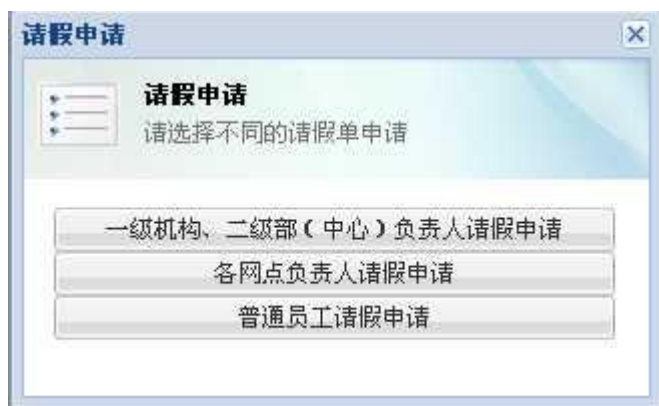 请假申请
请假申请
请选择不同的请假单申请
一级机构、二级部(中心)负责人请假申请
各网点负责人请假申请
普通员工请假申请